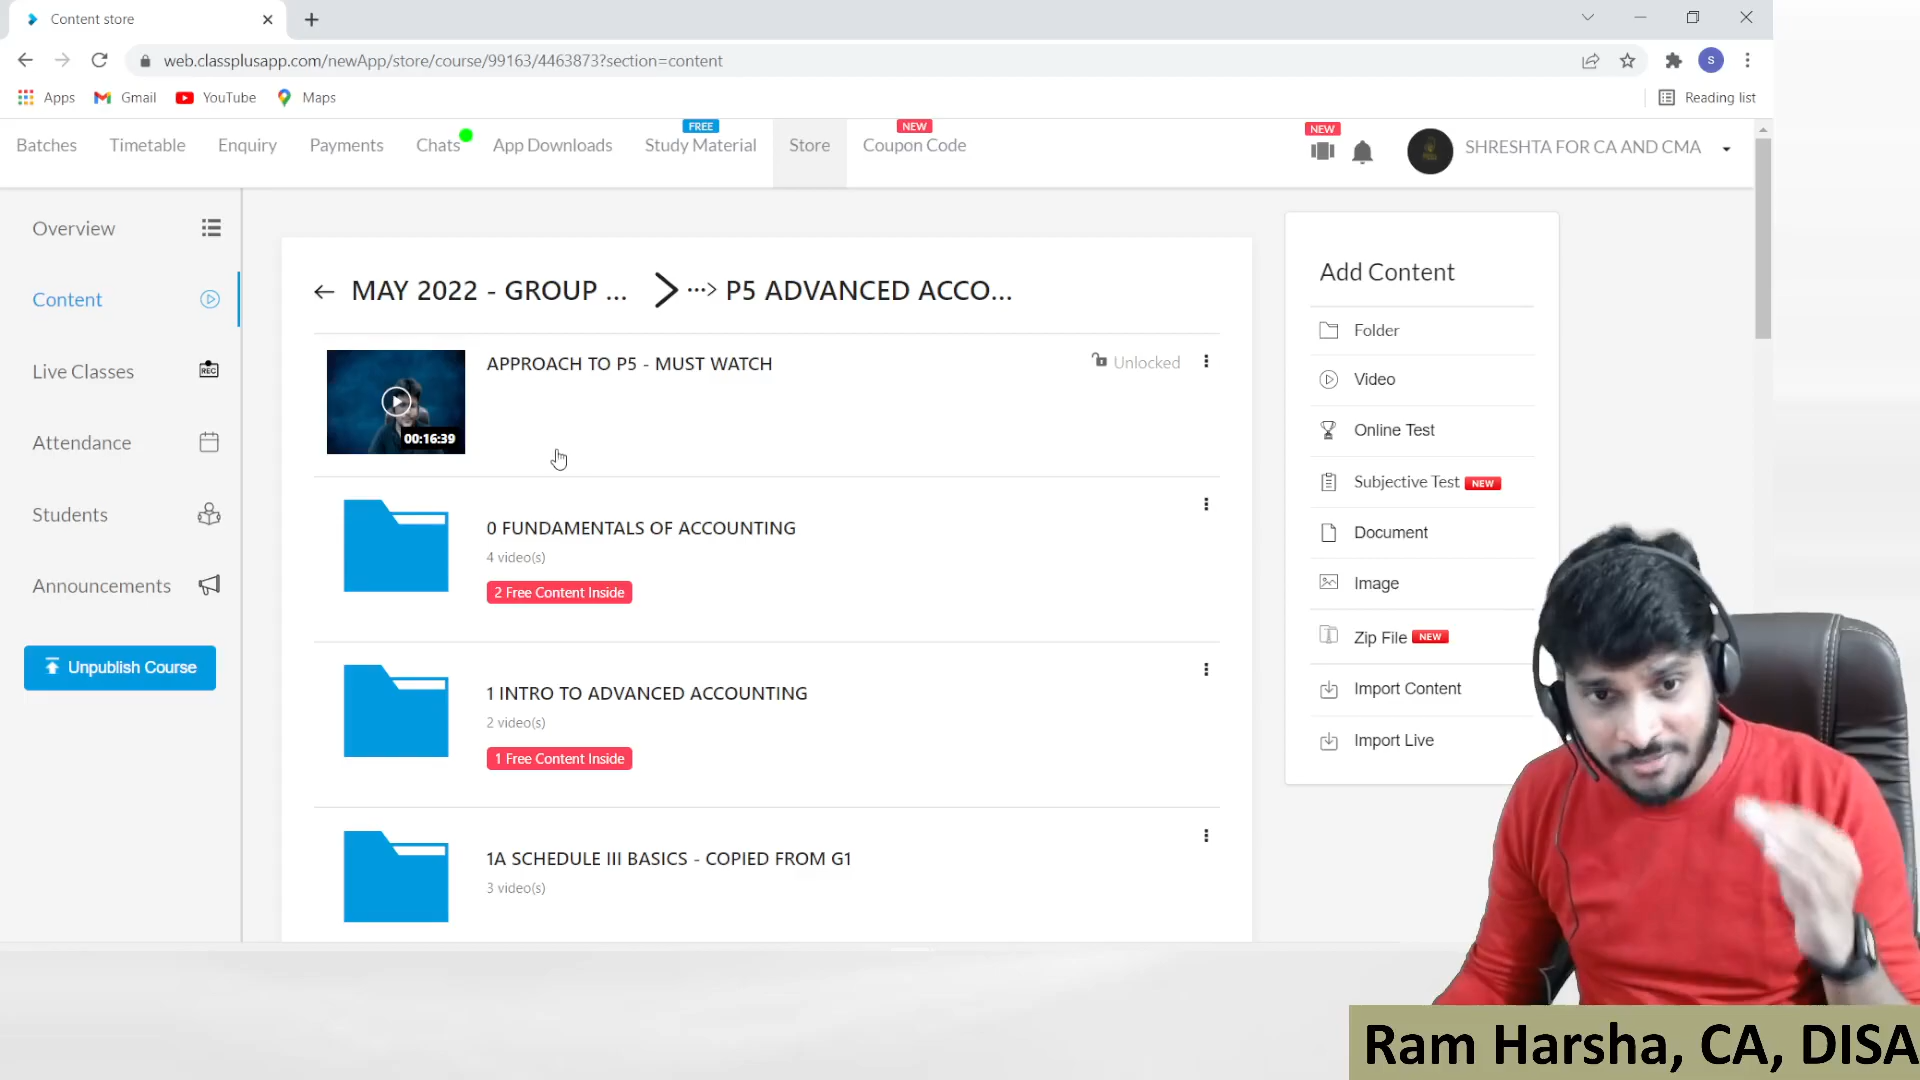 Content store
web.classplusapp.com/newApp/store/course/99163/4463873?section=content
S
Apps
Gmail
YouTube
Maps
Reading list
Batches
Timetable
Enquiry
Payments
Chats
App Downloads
FREE
Study Material
Store
NEW
Coupon Code
NEW
SHRESHTA FOR CA AND CMA
Overview
Content
Live Classes
REC
Attendance
Students
Announcements
Unpublish Course
MAY 2022 - GROUP ...
P5 ADVANCED ACCO...
APPROACH TO P5 - MUST WATCH
Unlocked
00:16:39
0 FUNDAMENTALS OF ACCOUNTING
4 video(s)
2 Free Content Inside
1 INTRO TO ADVANCED ACCOUNTING
2 video(s)
1 Free Content Inside
1A SCHEDULE III BASICS - COPIED FROM G1
3 video(s)
Add Content
Folder
Video
Online Test
Subjective Test NEW
Document
Image
Zip File NEW
Import Content
Import Live
Ram Harsha, CA, DISA